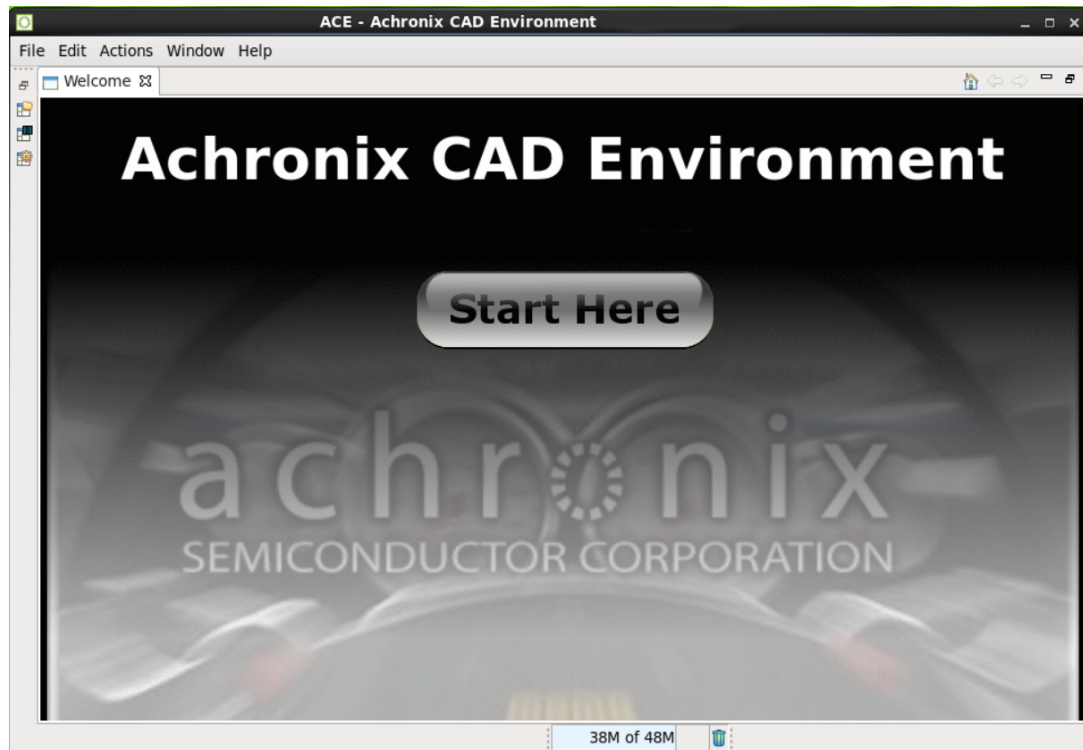 ACE - Achronix CAD Environment
File Edit Actions Window Help
Welcome
Achronix CAD Environment
Start Here
achronix
SEMICONDUCTOR CORPORATION
38M of 48M